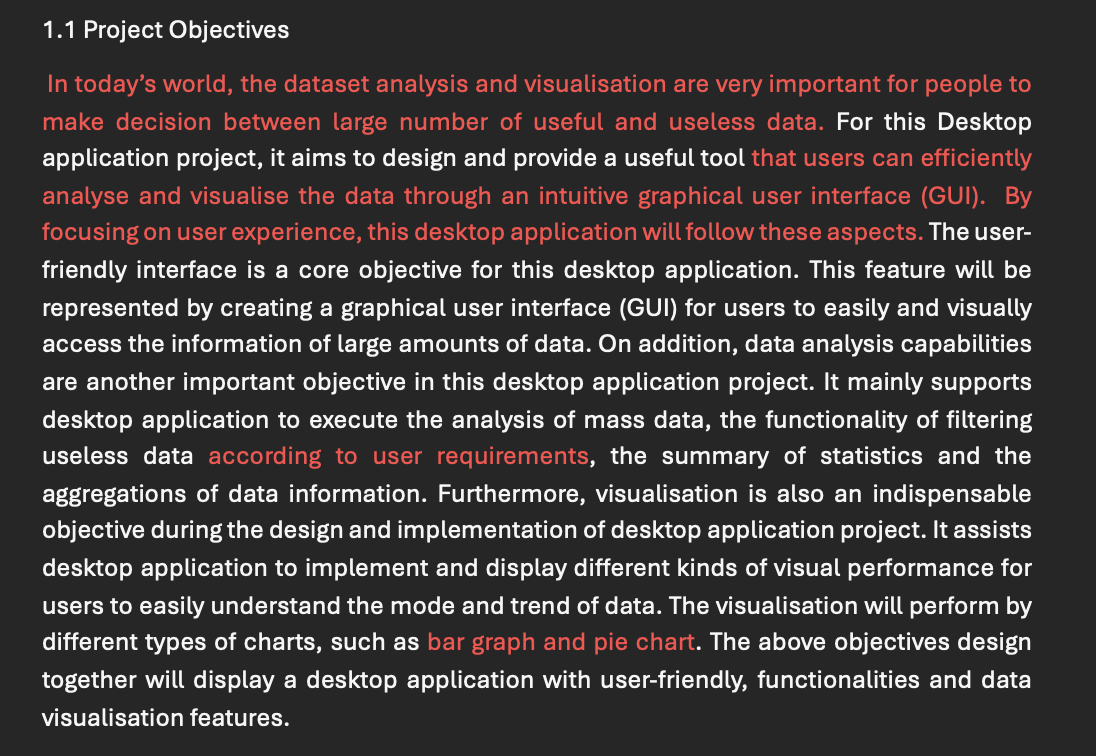 1.1 Project Objectives
In today's world, the dataset analysis and visualisation are very important for people to
make decision between large number of useful and useless data. For this Desktop
application project, it aims to design and provide a useful tool that users can efficiently
analyse and visualise the data through an intuitive graphical user interface (GUI).  By
focusing on user experience, this desktop application will follow these aspects. The user-
friendly interface is a core objective for this desktop application. This feature will be
represented by creating a graphical user interface (GUI) for users to easily and visually
access the information of large amounts of data. On addition, data analysis capabilities
are another important objective in this desktop application project. It mainly supports
desktop application to execute the analysis of mass data, the functionality of filtering
useless data according to user requirements, the summary of statistics and the
aggregations of data information. Furthermore, visualisation is also an indispensable
objective during the design and implementation of desktop application project. It assists
desktop application to implement and display different kinds of visual performance for
users to easily understand the mode and trend of data. The visualisation will perform by
different types of charts, such as bar graph and pie chart. The above objectives design
together will display a desktop application with user-friendly, functionalities and data
visualisation features.